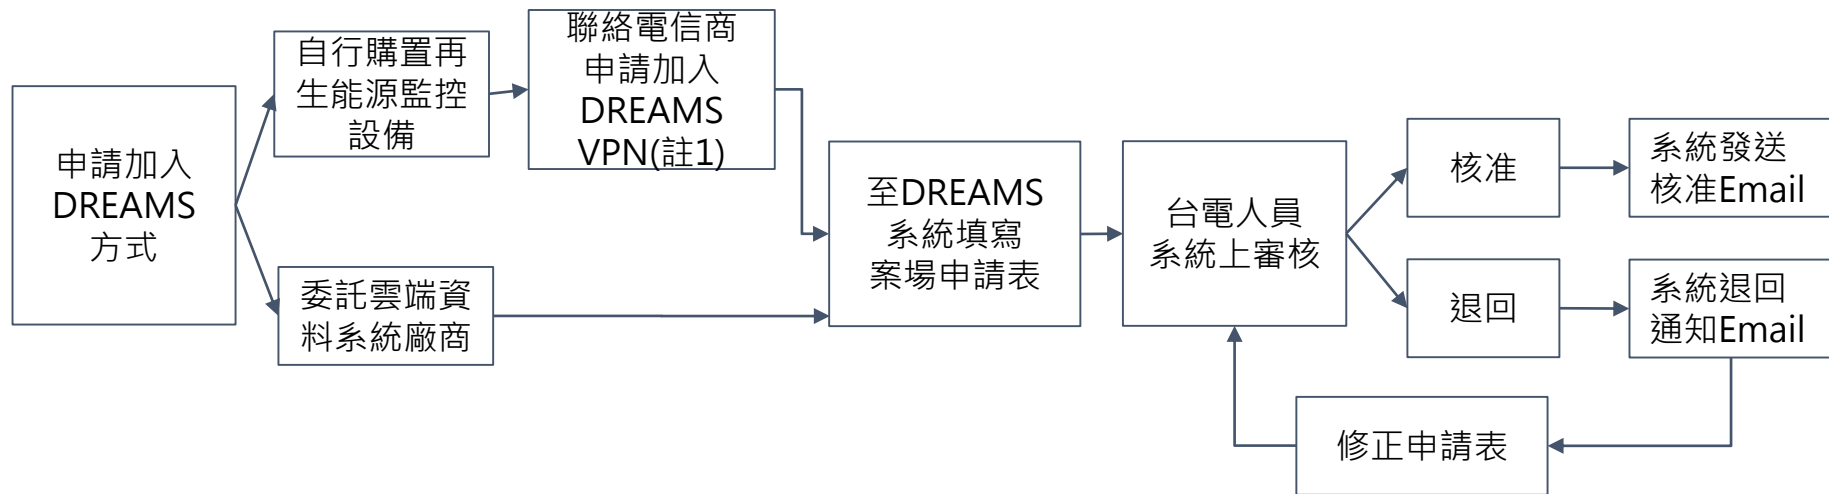 申請加入
DREAMS
方式
自行購置再
生能源監控
設備
聯絡電信商
申請加入
DREAMS
VPN(註1)
委託雲端資
料系統廠商
至DREAMS
系統填寫
案場申請表
台電人員
系統上審核
核准
系統發送
核准Email
退回
系統退回
通知Email
修正申請表